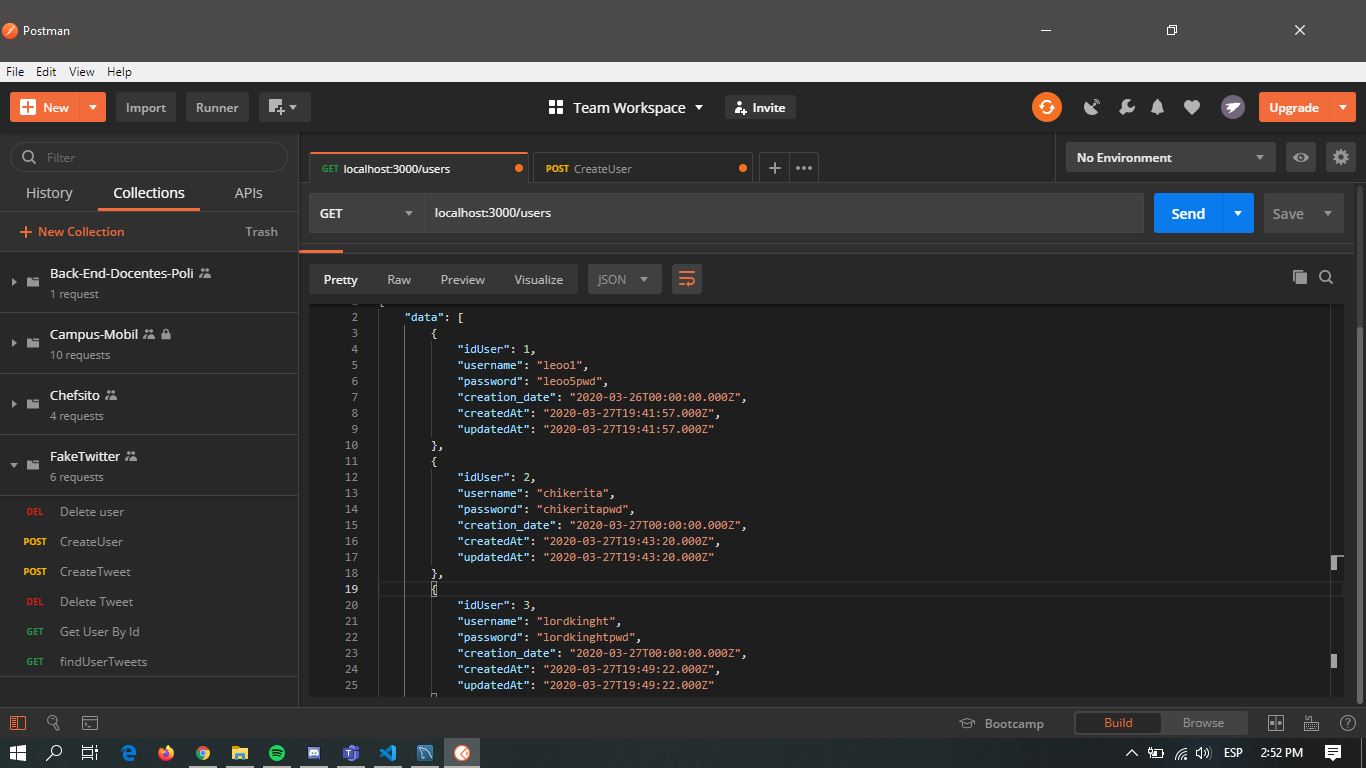 Postman
File Edit View Help
New Import Runner Team Workspace Invite Upgrade
Filter
History Collections APIs
New Collection Trash
Back-End-Docentes-Poli
1 request
Campus-Mobil
10 requests
Chefsito
4 requests
FakeTwitter
6 requests
DEL Delete user
POST CreateUser
POST CreateTweet
DEL Delete Tweet
GET Get User By Id
GET findUserTweets
GET localhost:3000/users POST CreateUser No Environment
GET localhost:3000/users Send Save
Pretty Raw Preview Visualize JSON
2 "data": [
3 {
4 "idUser": 1,
5 "username": "leoo1",
6 "password": "leoo5pwd",
7 "creation_date": "2020-03-26T00:00:00.000Z",
8 "createdAt": "2020-03-27T19:41:57.000Z",
9 "updatedAt": "2020-03-27T19:41:57.000Z"
10 },
11 {
12 "idUser": 2,
13 "username": "chikerita",
14 "password": "chikeritapwd",
15 "creation_date": "2020-03-27T00:00:00.000Z",
16 "createdAt": "2020-03-27T19:43:20.000Z",
17 "updatedAt": "2020-03-27T19:43:20.000Z"
18 },
19 {
20 "idUser": 3,
21 "username": "lordkinght",
22 "password": "lordkinghtpwd",
23 "creation_date": "2020-03-27T00:00:00.000Z",
24 "createdAt": "2020-03-27T19:49:22.000Z",
25 "updatedAt": "2020-03-27T19:49:22.000Z"
Bootcamp Build Browse
ESP 2:52 PM